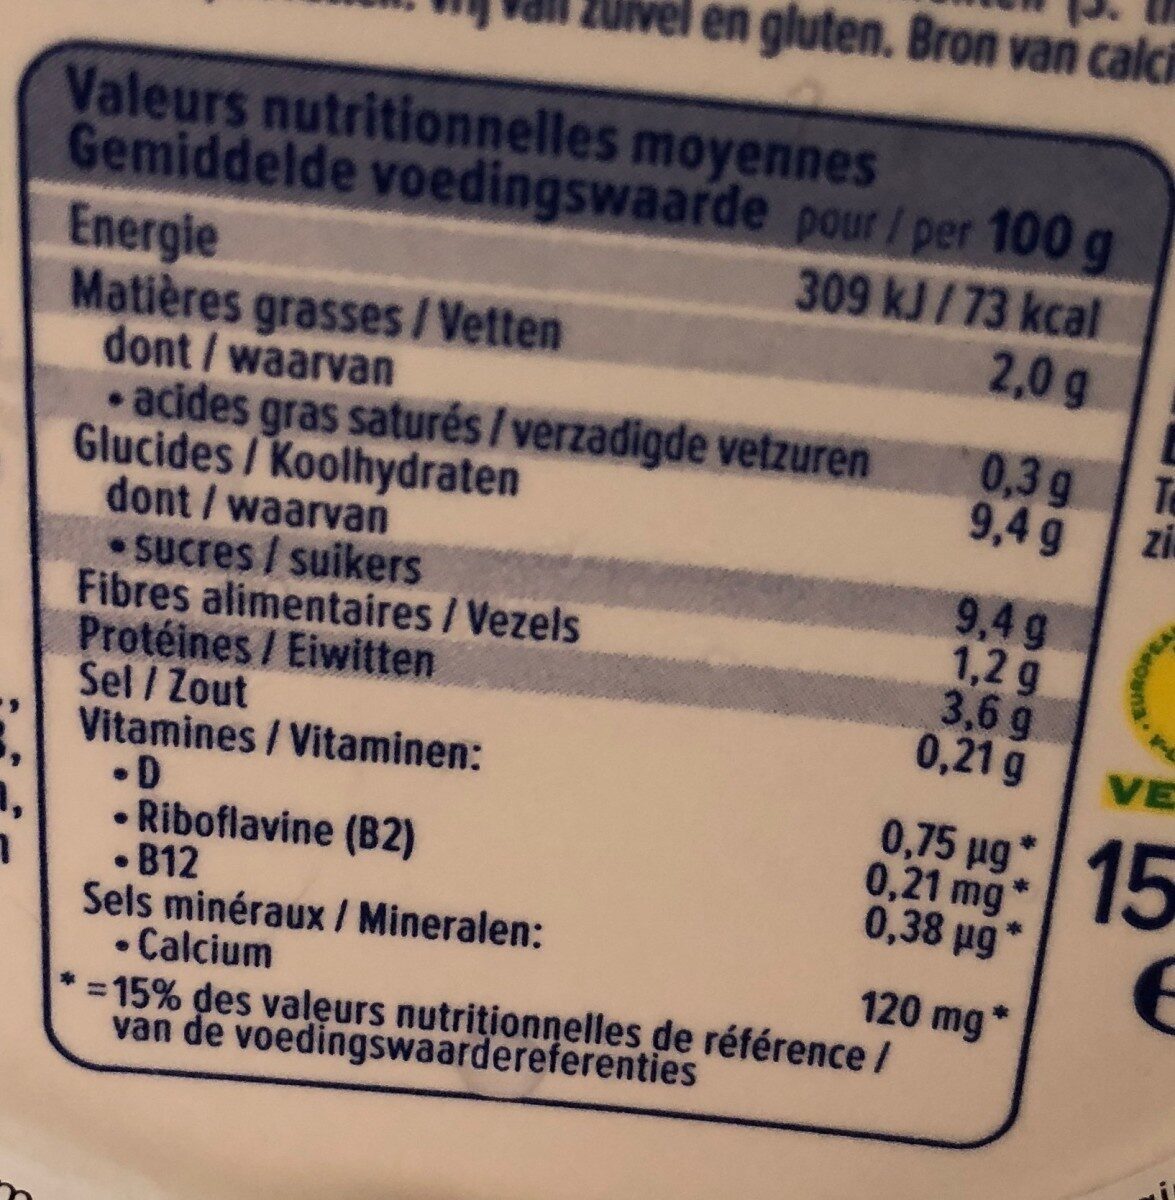 van zuivel en gluten. Bron van calci
Valeurs nutritionnelles moyennes
Gemiddelde voedingswaarde pour / per 100 g
Energie 309 kJ / 73 kcal
Matières grasses / Vetten 2,0 g
dont / waarvan
• acides gras saturés / verzadigde vetzuren 0,3 g
Glucides / Koolhydraten 9,4 g
dont / waarvan
• sucres / suikers 9,4 g
Fibres alimentaires / Vezels 1,2 g
Protéines / Eiwitten 3,6 g
Sel / Zout 0,21 g
Vitamines / Vitaminen:
• D 0,75 µg*
• Riboflavine (B2) 0,21 mg*
• B12 0,38 µg*
Sels minéraux / Mineralen:
• Calcium 120 mg*
* =15% des valeurs nutritionnelles de référence /
van de voedingswaardereferenties
VE
15